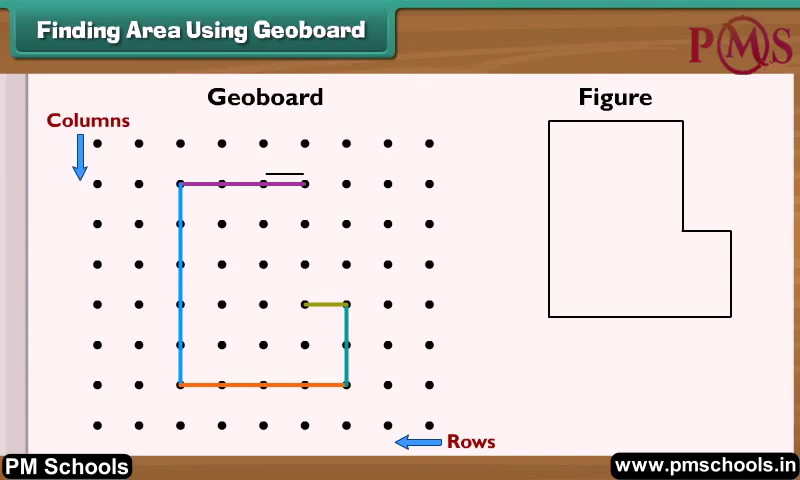 Finding Area Using Geoboard
PMS
Geoboard
Figure
Columns
Rows
PM Schools
www.pmschools.in